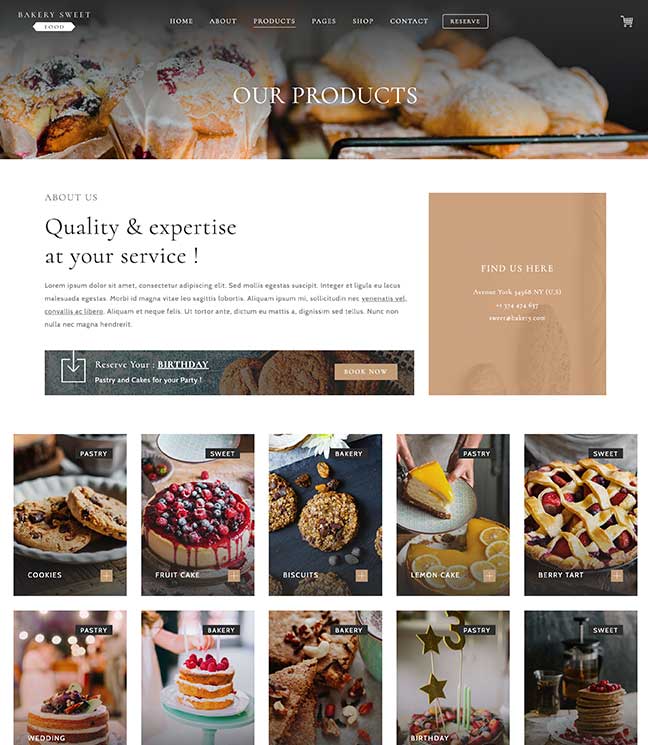 BAKERY SWEET
FOOD
HOME ABOUT PRODUCTS PAGES SHOP CONTACT RESERVE
OUR PRODUCTS
ABOUT US
Quality & expertise
at your service !
Lorem ipsum dolor sit amet, consectetur adipiscing elit. Sed mollis egestas suscipit. Integer et ligula eu lacus
malesuada egestas. Morbi id magna vitae leo sagittis lobortis. Aliquam ipsum mi, sollicitudin nec venenatis vel,
convallis ac libero. Aliquam et neque felis. Ut tortor ante, dictum eu mattis a, dignissim sed tellus. Nunc non
nulla nec magna hendrerit.
Reserve Your : BIRTHDAY
Pastry and Cakes for your Party !
BOOK NOW
FIND US HERE
Avenue York 34568 NY (U.S)
+1 374 474 637
sweet@bakery.com
PASTRY SWEET BAKERY PASTRY SWEET
COOKIES FRUIT CAKE BISCUITS LEMON CAKE BERRY TART
PASTRY BAKERY BAKERY PASTRY SWEET
3
WEDDING BIRTHDAY